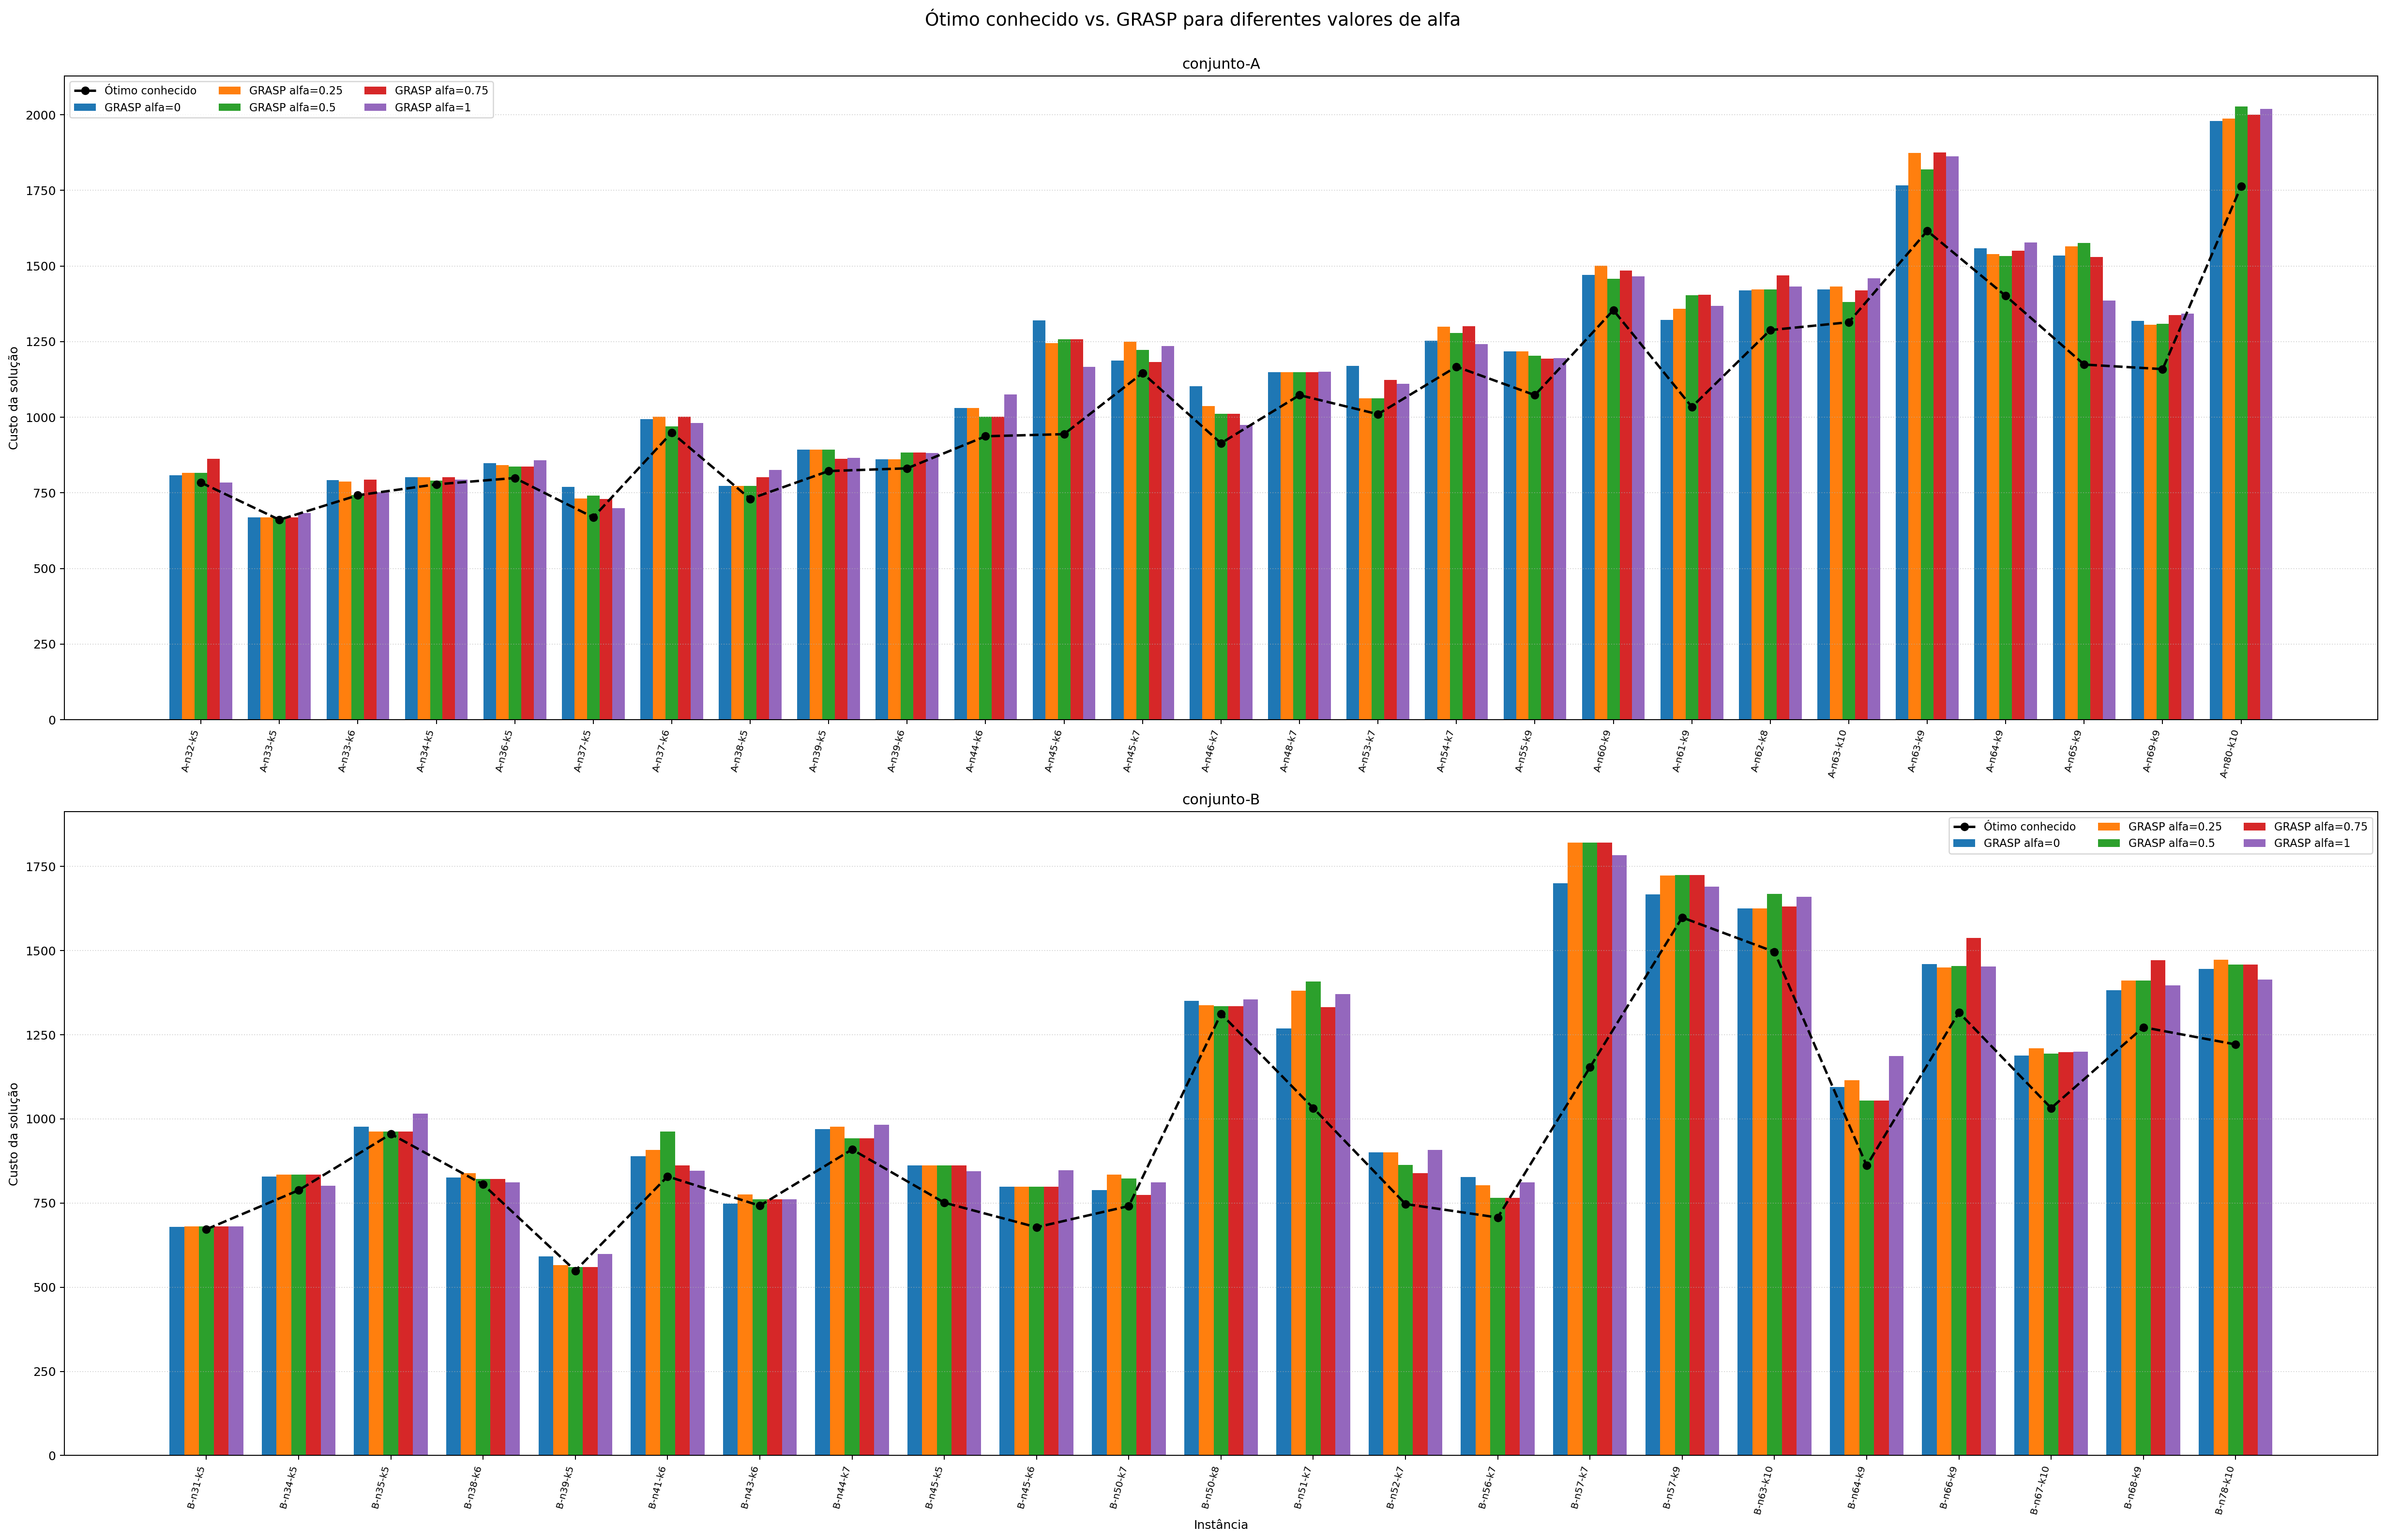 Ótimo conhecido vs. GRASP para diferentes valores de alfa
conjunto-A
Ótimo conhecido
GRASP alfa=0
GRASP alfa=0.25
GRASP alfa=0.5
GRASP alfa=0.75
GRASP alfa=1
Custo da solução
2000
1750
1500
1250
1000
750
500
250
0
A-n32-k5
A-n33-k5
A-n33-k6
A-n34-k5
A-n36-k5
A-n37-k5
A-n37-k6
A-n38-k5
A-n39-k5
A-n39-k6
A-n44-k6
A-n45-k6
A-n45-k7
A-n46-k7
A-n48-k7
A-n53-k7
A-n54-k7
A-n55-k9
A-n60-k9
A-n61-k9
A-n62-k8
A-n63-k10
A-n63-k9
A-n64-k9
A-n65-k9
A-n69-k9
A-n80-k10
conjunto-B
Ótimo conhecido
GRASP alfa=0
GRASP alfa=0.25
GRASP alfa=0.5
GRASP alfa=0.75
GRASP alfa=1
Custo da solução
1750
1500
1250
1000
750
500
250
0
B-n31-k5
B-n34-k5
B-n35-k5
B-n38-k6
B-n39-k5
B-n41-k6
B-n43-k6
B-n44-k7
B-n45-k5
B-n45-k6
B-n50-k7
B-n50-k8
B-n51-k7
B-n52-k7
B-n56-k7
B-n57-k7
B-n57-k9
B-n63-k10
B-n64-k9
B-n66-k9
B-n67-k10
B-n68-k9
B-n78-k10
Instância